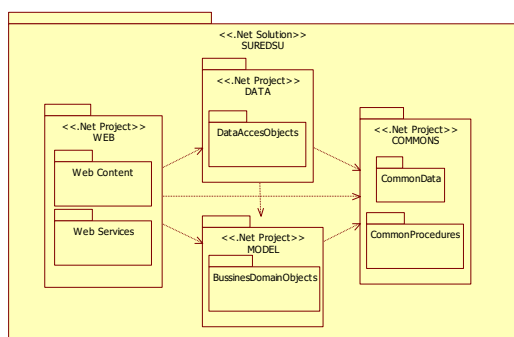 <<.Net Solution>>
SUREDSU
<<.Net Project>>
DATA
DataAccesObjects
<<.Net Project>>
WEB
Web Content
Web Services
<<.Net Project>>
COMMONS
CommonData
CommonProcedures
<<.Net Project>>
MODEL
BussinesDomainObjects